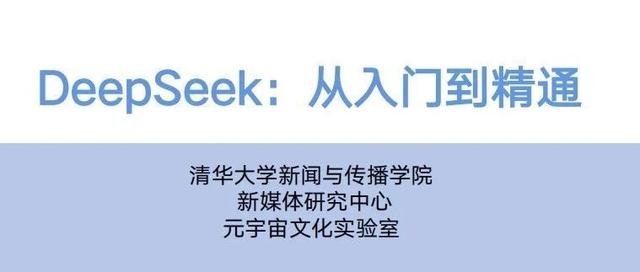 DeepSeek：从入门到精通
清华大学新闻与传播学院
新媒体研究中心
元宇宙文化实验室